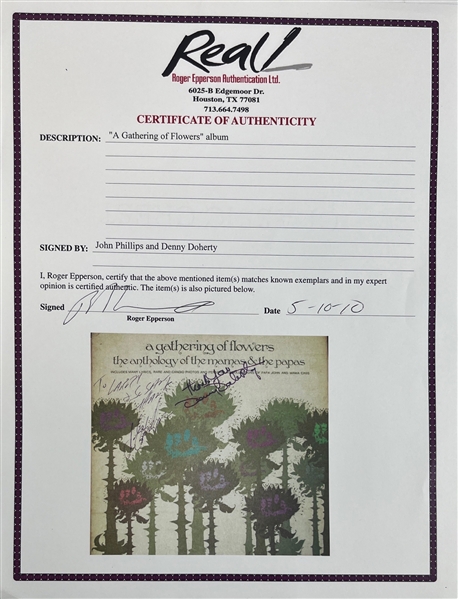 Real!
Roger Epperson Authentication Ltd.
6025-B Edgemoor Dr.
Houston, TX 77081
713.664.7498
CERTIFICATE OF AUTHENTICITY
DESCRIPTION: "A Gathering of Flowers" album
SIGNED BY: John Phillips and Denny Doherty
I, Roger Epperson, certify that the above mentioned item(s) matches known exemplars and in my expert
opinion is certified authentic. The item(s) is also pictured below.
Signed
Date 5-10-10
Roger Epperson
a gathering of flowers
the anthology of the mamas & the papas
To Larry